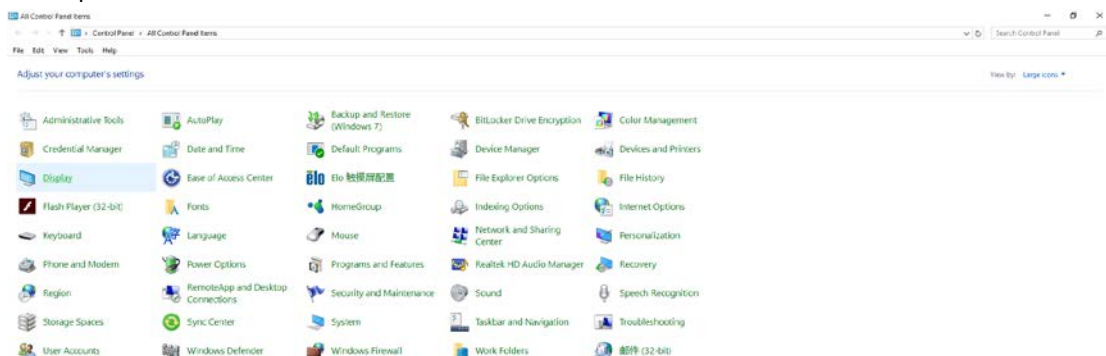 All Control Panel Items
Control Panel › All Control Panel Items
Search Control Panel
File Edit View Tools Help
Adjust your computer's settings
View by: Large icons
Administrative Tools
AutoPlay
Backup and Restore
(Windows 7)
BitLocker Drive Encryption
Color Management
Credential Manager
Date and Time
Default Programs
Device Manager
Devices and Printers
Display
Ease of Access Center
elo Elo 触摸屏配置
File Explorer Options
File History
Flash Player (32-bit)
Fonts
HomeGroup
Indexing Options
Internet Options
Keyboard
Language
Mouse
Network and Sharing
Center
Personalization
Phone and Modem
Power Options
Programs and Features
Realtek HD Audio Manager
Recovery
Region
RemoteApp and Desktop
Connections
Security and Maintenance
Sound
Speech Recognition
Storage Spaces
Sync Center
System
Taskbar and Navigation
Troubleshooting
User Accounts
Windows Defender
Windows Firewall
Work Folders
邮件 (32-bit)